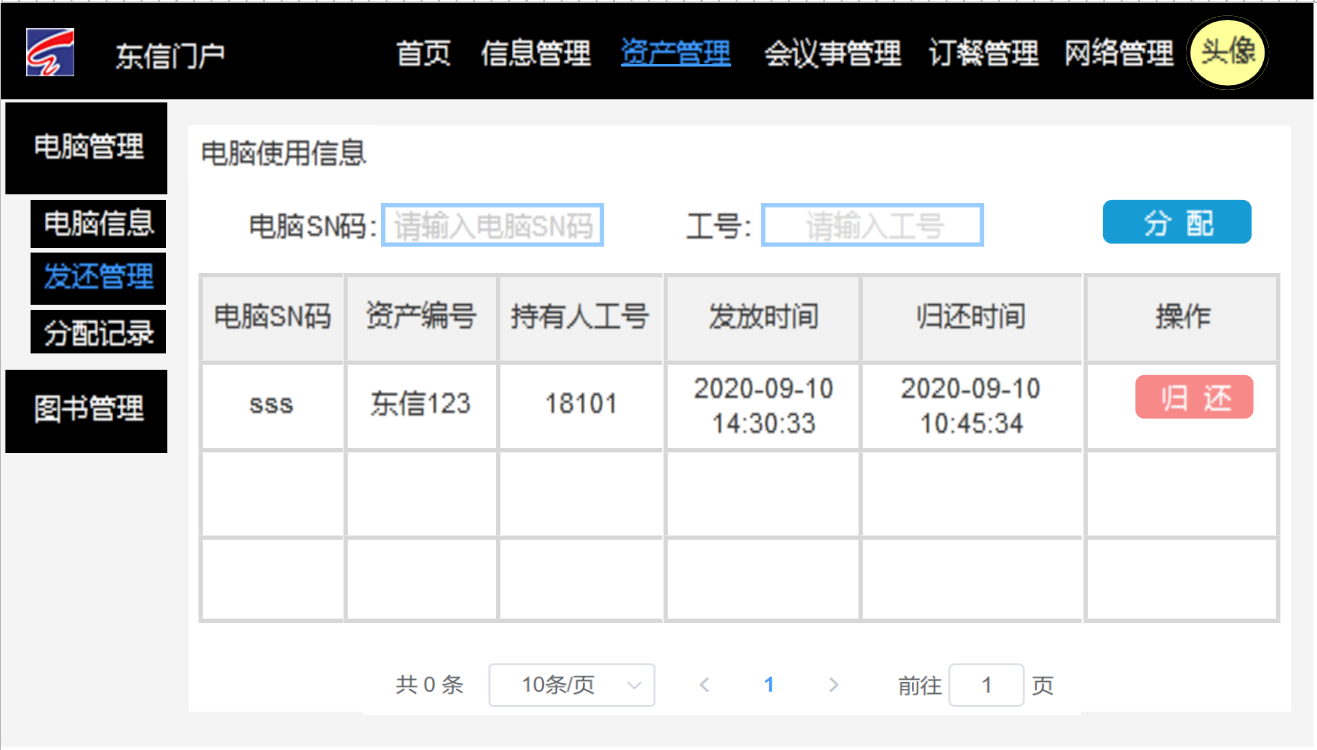 东信门户 首页 信息管理 资产管理 会议事管理 订餐管理 网络管理 头像
电脑管理
电脑信息
发还管理
分配记录
图书管理
电脑使用信息
电脑SN码: 请输入电脑SN码 工号: 请输入工号 分 配
电脑SN码 资产编号 持有人工号 发放时间 归还时间 操作
sss 东信123 18101 2020-09-10 14:30:33 2020-09-10 10:45:34 归 还
共 0 条 10条/页 1 前往 1 页